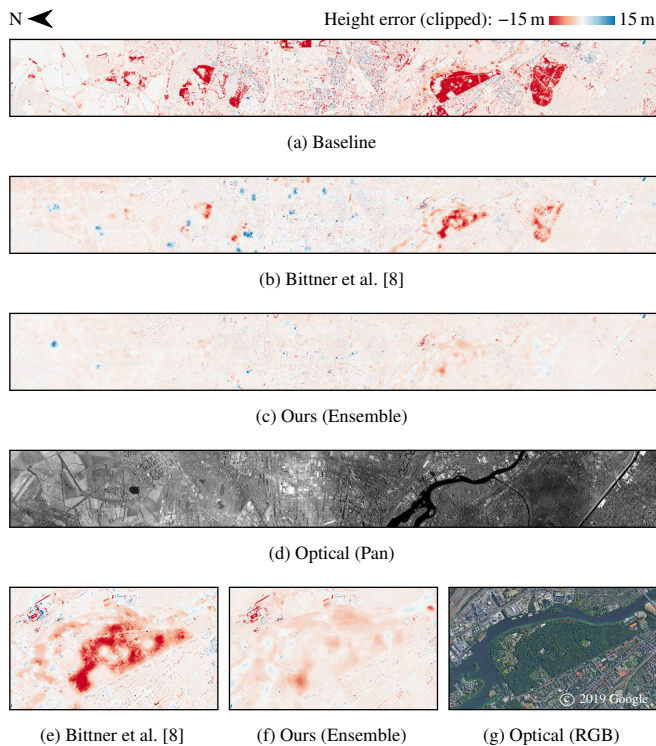 N Height error (clipped): −15 m 15 m
(a) Baseline
(b) Bittner et al. [8]
(c) Ours (Ensemble)
(d) Optical (Pan)
© 2019 Google
(e) Bittner et al. [8] (f) Ours (Ensemble) (g) Optical (RGB)